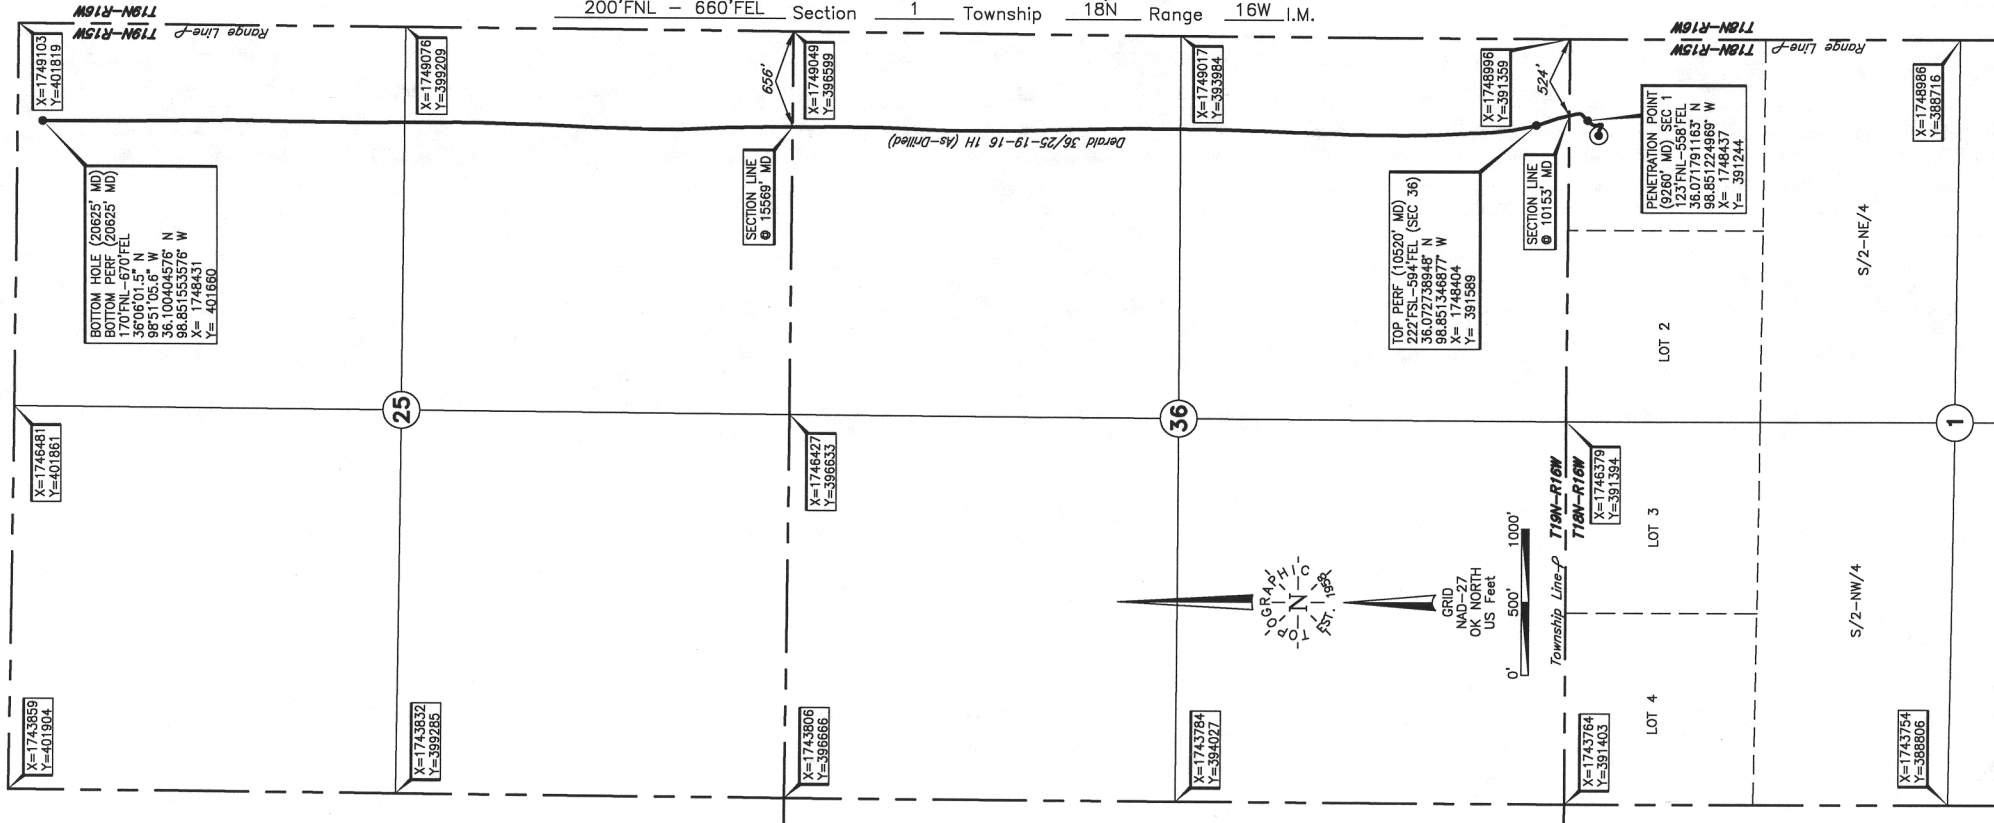 200'FNL - 660'FEL Section 1 Township 18N Range 16W I.M.
T19N-R16W
T19N-R15W
Range Line
X=1749103
Y=401819
X=1749076
Y=399209
656'
X=1749049
Y=396599
X=1749017
Y=393984
X=1748996
Y=391359
524'
T18N-R16W
T18N-R15W
Range Line
X=1748986
Y=388716
BOTTOM HOLE (20625' MD)
BOTTOM PERF (20625' MD)
170'FNL-670'FEL
36°06'01.5" N
98°51'05.6" W
36.100404576° N
98.851553576° W
X= 1748431
Y= 401660
SECTION LINE
@ 15569' MD
Derald 36/25-19-16 1H (As-Drilled)
TOP PERF (10520' MD)
222'FSL-594'FEL (SEC 36)
36.072738948° N
98.851346877° W
X= 1748404
Y= 391589
SECTION LINE
@ 10153' MD
PENETRATION POINT
(9260' MD) SEC 1
123'FNL-558'FEL
36.071791163° N
98.851224969° W
X= 1748437
Y= 391244
S/2-NE/4
LOT 2
25
36
1
X=1746481
Y=401861
X=1746427
Y=396633
X=1746379
Y=391394
T19N-R16W
T18N-R16W
Township Line
LOT 3
LOT 4
S/2-NW/4
TOPOGRAPHIC
N
EST. 1958
GRID
NAD-27
OK NORTH
US Feet
0' 500' 1000'
X=1743859
Y=401904
X=1743832
Y=399285
X=1743806
Y=396666
X=1743784
Y=394027
X=1743764
Y=391403
X=1743754
Y=388806